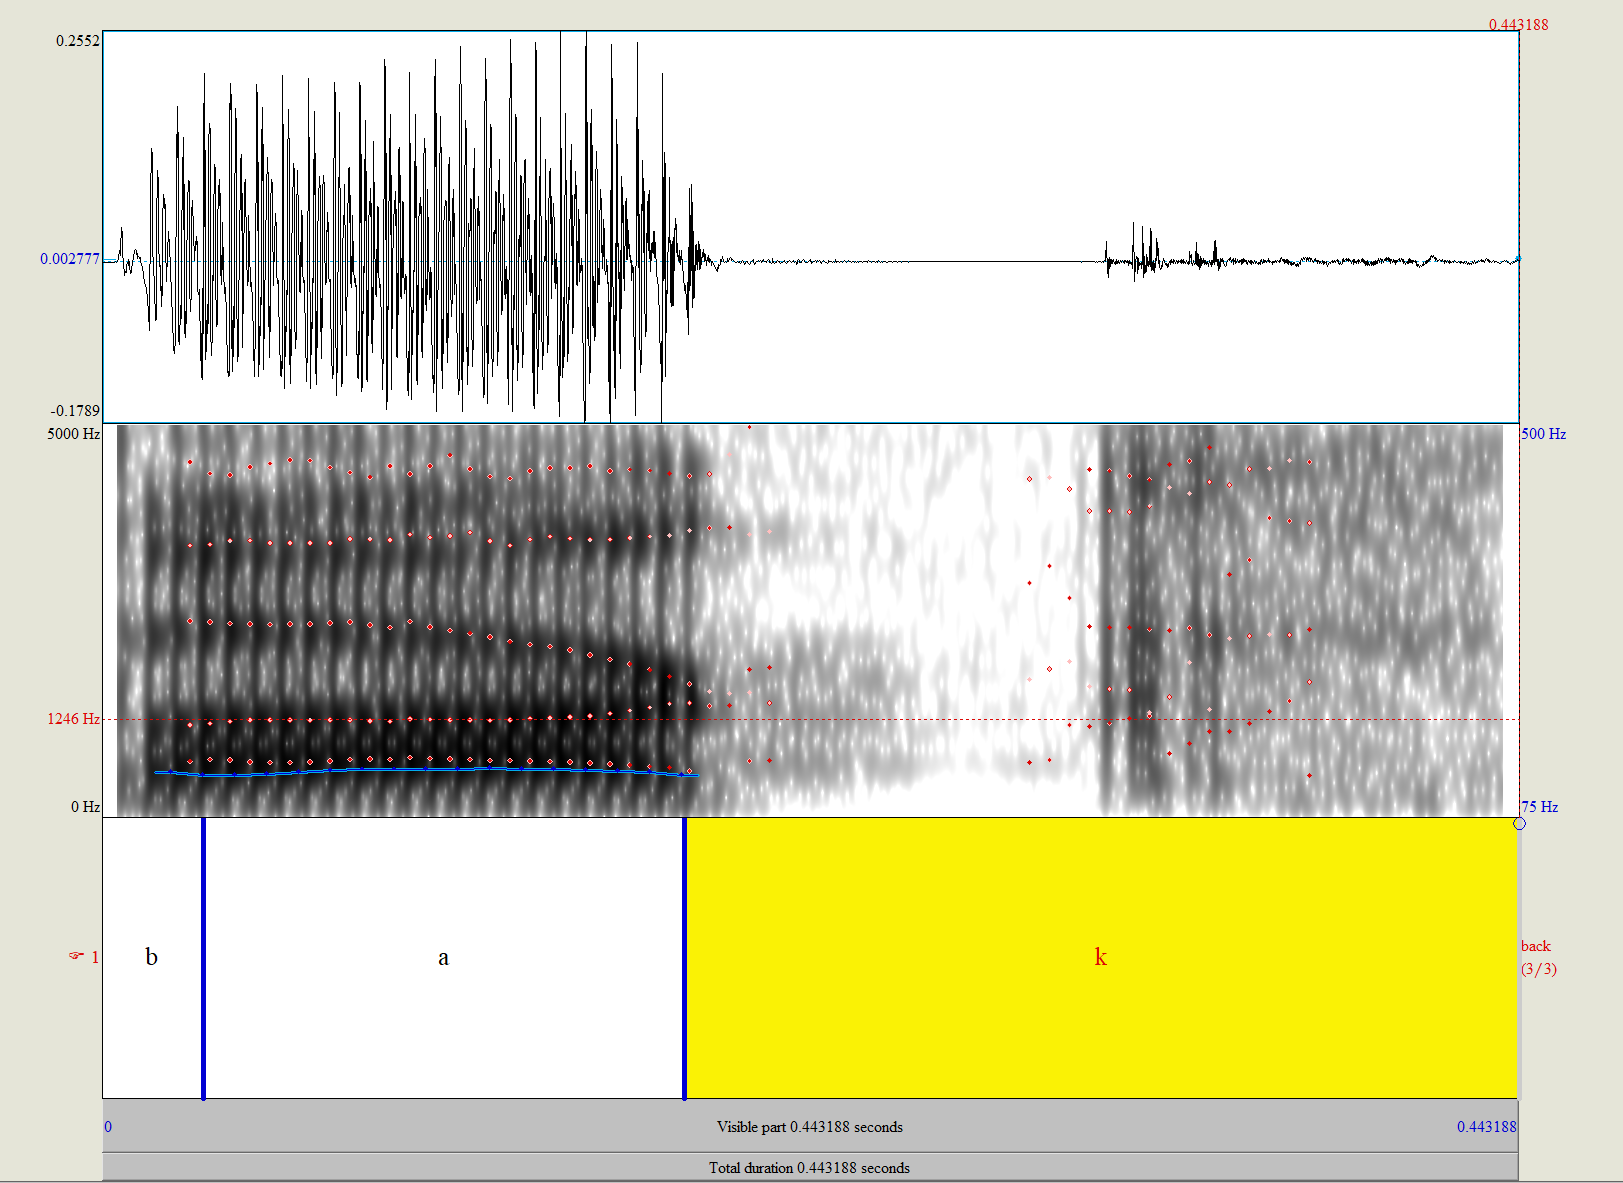 0.443188
0.2552
0.002777
-0.1789
5000 Hz
500 Hz
1246 Hz
0 Hz
75 Hz
☞ 1
b
a
k
back
(3/3)
0
Visible part 0.443188 seconds
0.443188
Total duration 0.443188 seconds